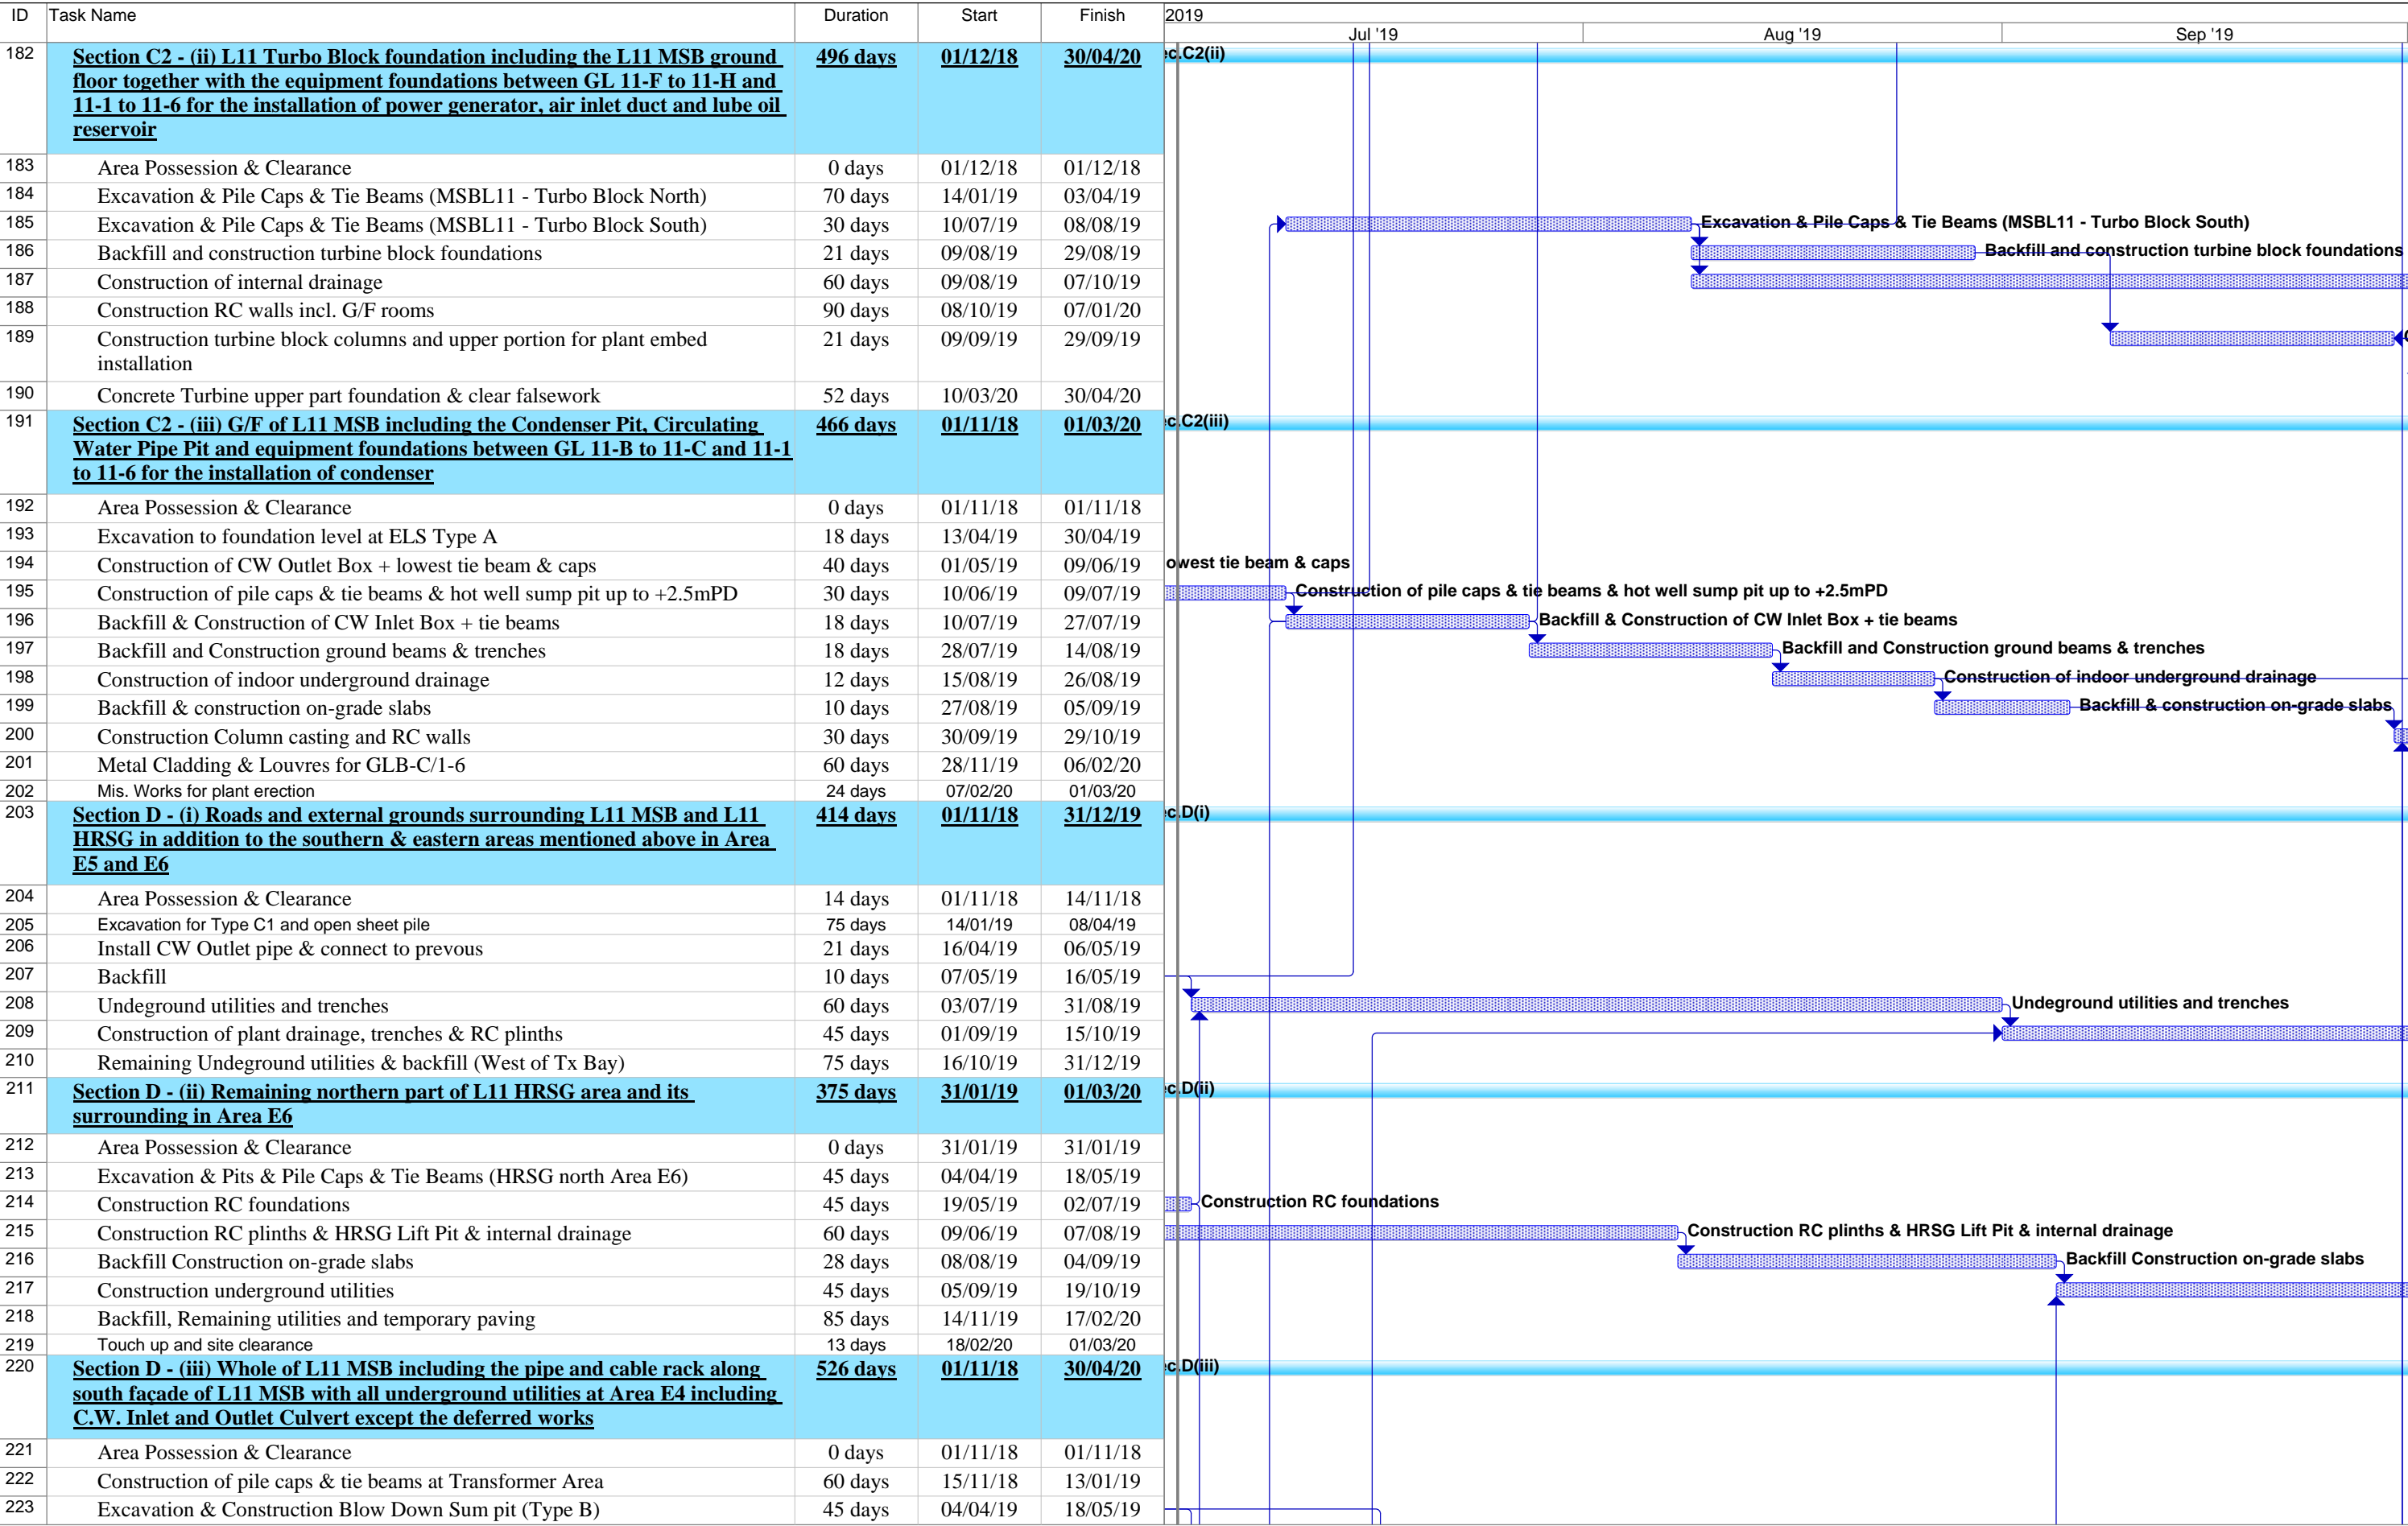 ID Task Name Duration Start Finish 2019
Jul '19 Aug '19 Sep '19
182 Section C2 - (ii) L11 Turbo Block foundation including the L11 MSB ground 496 days 01/12/18 30/04/20 ec.C2(ii)
floor together with the equipment foundations between GL 11-F to 11-H and
11-1 to 11-6 for the installation of power generator, air inlet duct and lube oil
reservoir
183 Area Possession & Clearance 0 days 01/12/18 01/12/18
184 Excavation & Pile Caps & Tie Beams (MSBL11 - Turbo Block North) 70 days 14/01/19 03/04/19
185 Excavation & Pile Caps & Tie Beams (MSBL11 - Turbo Block South) 30 days 10/07/19 08/08/19 Excavation & Pile Caps & Tie Beams (MSBL11 - Turbo Block South)
186 Backfill and construction turbine block foundations 21 days 09/08/19 29/08/19 Backfill and construction turbine block foundations
187 Construction of internal drainage 60 days 09/08/19 07/10/19
188 Construction RC walls incl. G/F rooms 90 days 08/10/19 07/01/20
189 Construction turbine block columns and upper portion for plant embed 21 days 09/09/19 29/09/19
installation
190 Concrete Turbine upper part foundation & clear falsework 52 days 10/03/20 30/04/20
191 Section C2 - (iii) G/F of L11 MSB including the Condenser Pit, Circulating 466 days 01/11/18 01/03/20 c.C2(iii)
Water Pipe Pit and equipment foundations between GL 11-B to 11-C and 11-1
to 11-6 for the installation of condenser
192 Area Possession & Clearance 0 days 01/11/18 01/11/18
193 Excavation to foundation level at ELS Type A 18 days 13/04/19 30/04/19
194 Construction of CW Outlet Box + lowest tie beam & caps 40 days 01/05/19 09/06/19 owest tie beam & caps
195 Construction of pile caps & tie beams & hot well sump pit up to +2.5mPD 30 days 10/06/19 09/07/19 Construction of pile caps & tie beams & hot well sump pit up to +2.5mPD
196 Backfill & Construction of CW Inlet Box + tie beams 18 days 10/07/19 27/07/19 Backfill & Construction of CW Inlet Box + tie beams
197 Backfill and Construction ground beams & trenches 18 days 28/07/19 14/08/19 Backfill and Construction ground beams & trenches
198 Construction of indoor underground drainage 12 days 15/08/19 26/08/19 Construction of indoor underground drainage
199 Backfill & construction on-grade slabs 10 days 27/08/19 05/09/19 Backfill & construction on-grade slabs
200 Construction Column casting and RC walls 30 days 30/09/19 29/10/19
201 Metal Cladding & Louvres for GLB-C/1-6 60 days 28/11/19 06/02/20
202 Mis. Works for plant erection 24 days 07/02/20 01/03/20
203 Section D - (i) Roads and external grounds surrounding L11 MSB and L11 414 days 01/11/18 31/12/19 c.D(i)
HRSG in addition to the southern & eastern areas mentioned above in Area
E5 and E6
204 Area Possession & Clearance 14 days 01/11/18 14/11/18
205 Excavation for Type C1 and open sheet pile 75 days 14/01/19 08/04/19
206 Install CW Outlet pipe & connect to prevous 21 days 16/04/19 06/05/19
207 Backfill 10 days 07/05/19 16/05/19
208 Undeground utilities and trenches 60 days 03/07/19 31/08/19 Undeground utilities and trenches
209 Construction of plant drainage, trenches & RC plinths 45 days 01/09/19 15/10/19
210 Remaining Undeground utilities & backfill (West of Tx Bay) 75 days 16/10/19 31/12/19
211 Section D - (ii) Remaining northern part of L11 HRSG area and its 375 days 31/01/19 01/03/20 c.D(ii)
surrounding in Area E6
212 Area Possession & Clearance 0 days 31/01/19 31/01/19
213 Excavation & Pits & Pile Caps & Tie Beams (HRSG north Area E6) 45 days 04/04/19 18/05/19
214 Construction RC foundations 45 days 19/05/19 02/07/19 Construction RC foundations
215 Construction RC plinths & HRSG Lift Pit & internal drainage 60 days 09/06/19 07/08/19 Construction RC plinths & HRSG Lift Pit & internal drainage
216 Backfill Construction on-grade slabs 28 days 08/08/19 04/09/19 Backfill Construction on-grade slabs
217 Construction underground utilities 45 days 05/09/19 19/10/19
218 Backfill, Remaining utilities and temporary paving 85 days 14/11/19 17/02/20
219 Touch up and site clearance 13 days 18/02/20 01/03/20
220 Section D - (iii) Whole of L11 MSB including the pipe and cable rack along 526 days 01/11/18 30/04/20 c.D(iii)
south façade of L11 MSB with all underground utilities at Area E4 including
C.W. Inlet and Outlet Culvert except the deferred works
221 Area Possession & Clearance 0 days 01/11/18 01/11/18
222 Construction of pile caps & tie beams at Transformer Area 60 days 15/11/18 13/01/19
223 Excavation & Construction Blow Down Sum pit (Type B) 45 days 04/04/19 18/05/19